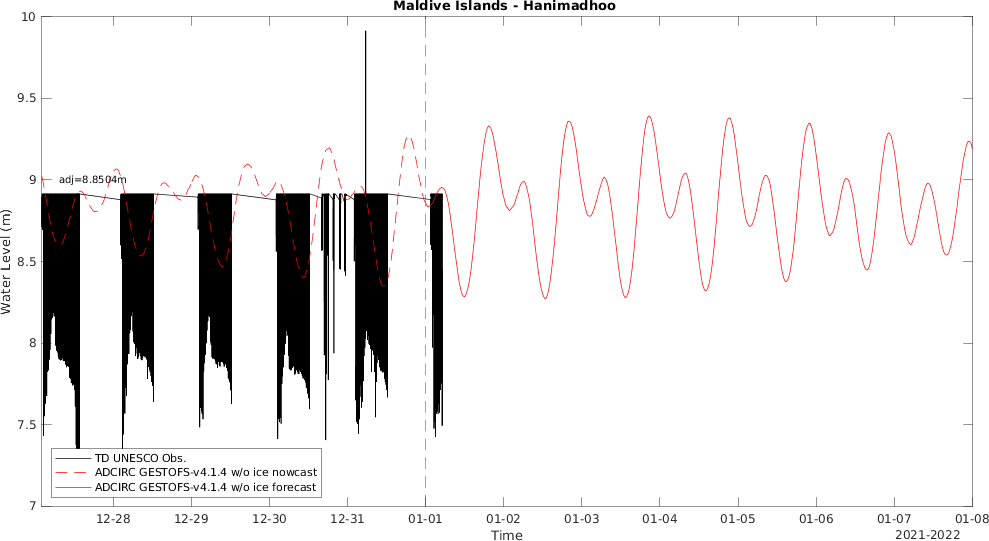 Maldive Islands - Hanimadhoo
10
9.5
9
8.5
8
7.5
7
Water Level (m)
adj=8.8504m
TD UNESCO Obs.
ADCIRC GESTOFS-v4.1.4 w/o ice nowcast
ADCIRC GESTOFS-v4.1.4 w/o ice forecast
12-28 12-29 12-30 12-31 01-01 01-02 01-03 01-04 01-05 01-06 01-07 01-08
Time
2021-2022